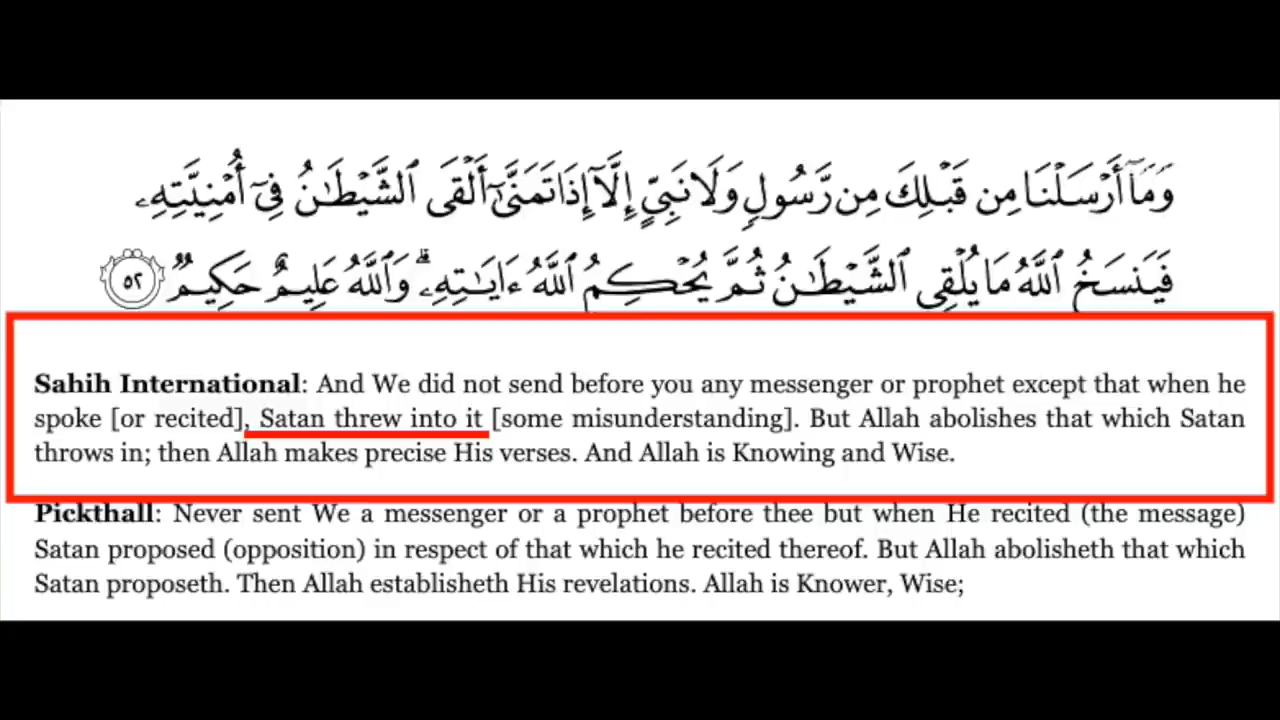 وَمَآ أَرْسَلْنَا مِن قَبْلِكَ مِن رَّسُولٍ وَلَا نَبِيٍّ إِلَّآ إِذَا تَمَنَّىٰٓ أَلْقَى ٱلشَّيْطَـٰنُ فِىٓ أُمْنِيَّتِهِۦ
فَيَنسَخُ ٱللَّهُ مَا يُلْقِى ٱلشَّيْطَـٰنُ ثُمَّ يُحْكِمُ ٱللَّهُ ءَايَـٰتِهِۦ ۗ وَٱللَّهُ عَلِيمٌ حَكِيمٌ ٥٢
Sahih International: And We did not send before you any messenger or prophet except that when he
spoke [or recited], Satan threw into it [some misunderstanding]. But Allah abolishes that which Satan
throws in; then Allah makes precise His verses. And Allah is Knowing and Wise.
Pickthall: Never sent We a messenger or a prophet before thee but when He recited (the message)
Satan proposed (opposition) in respect of that which he recited thereof. But Allah abolisheth that which
Satan proposeth. Then Allah establisheth His revelations. Allah is Knower, Wise;